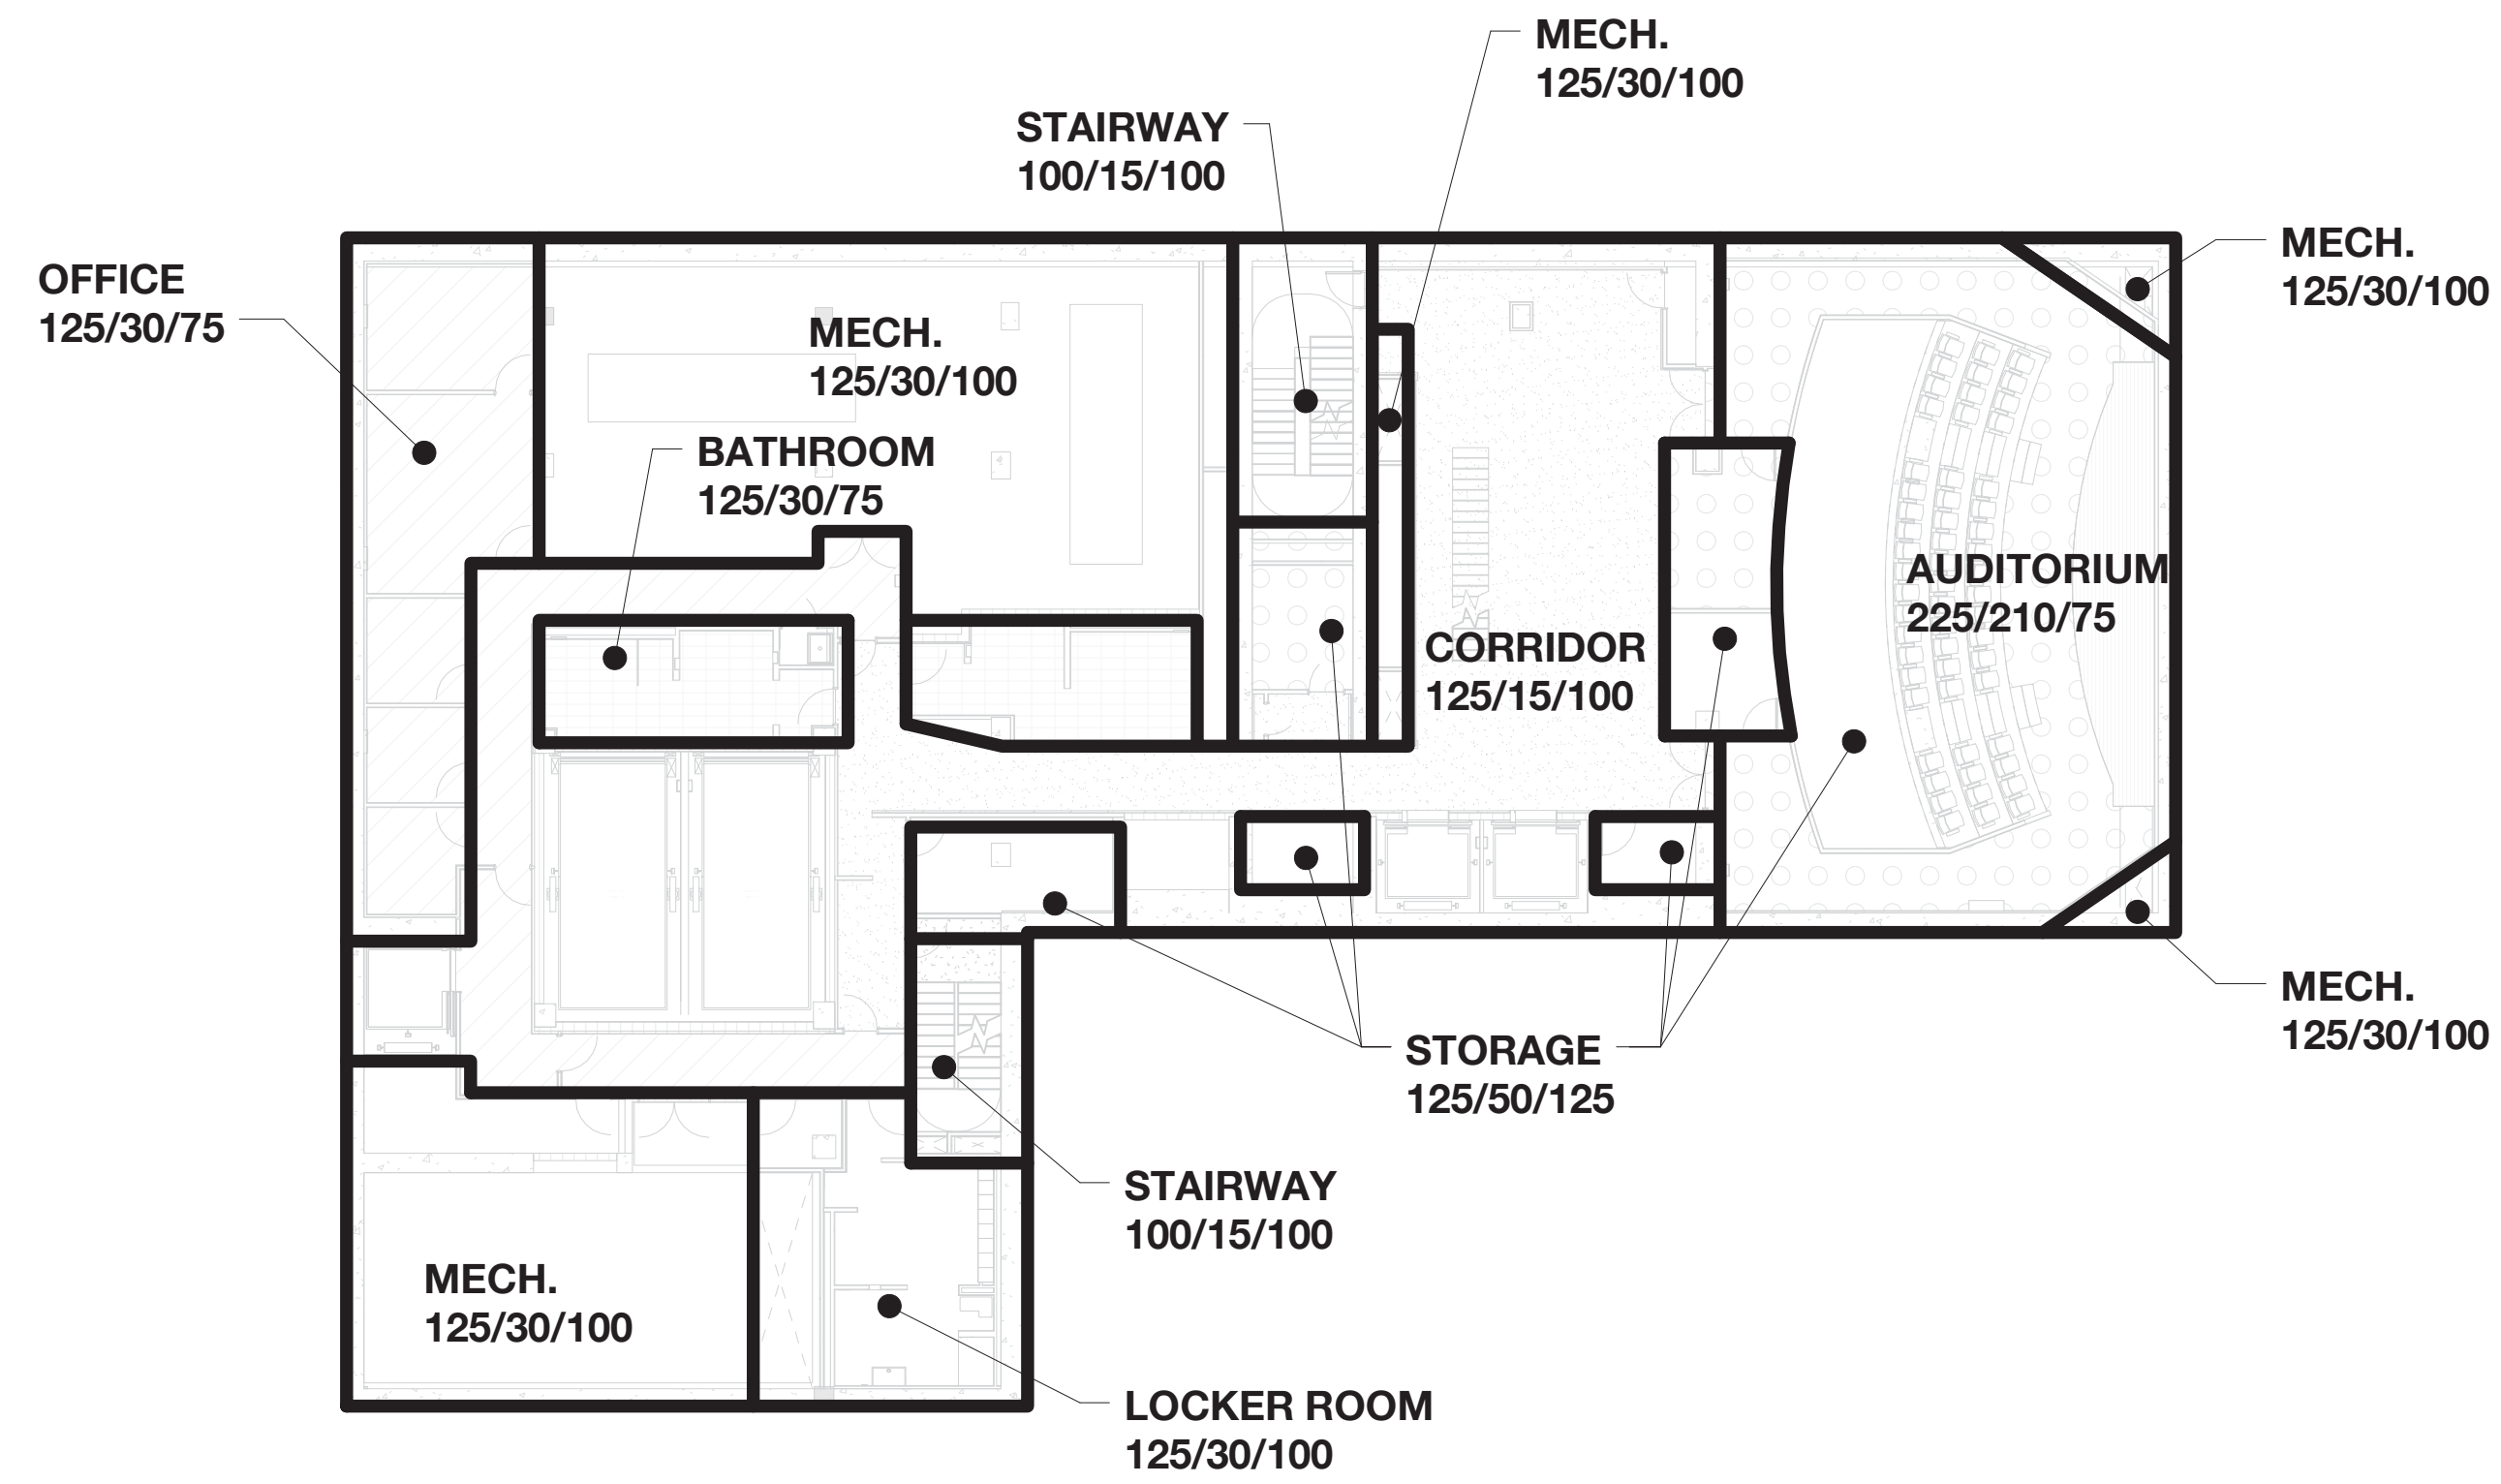 MECH.
125/30/100
STAIRWAY
100/15/100
MECH.
125/30/100
OFFICE
125/30/75
MECH.
125/30/100
BATHROOM
125/30/75
AUDITORIUM
225/210/75
CORRIDOR
125/15/100
MECH.
125/30/100
STORAGE
125/50/125
STAIRWAY
100/15/100
MECH.
125/30/100
LOCKER ROOM
125/30/100